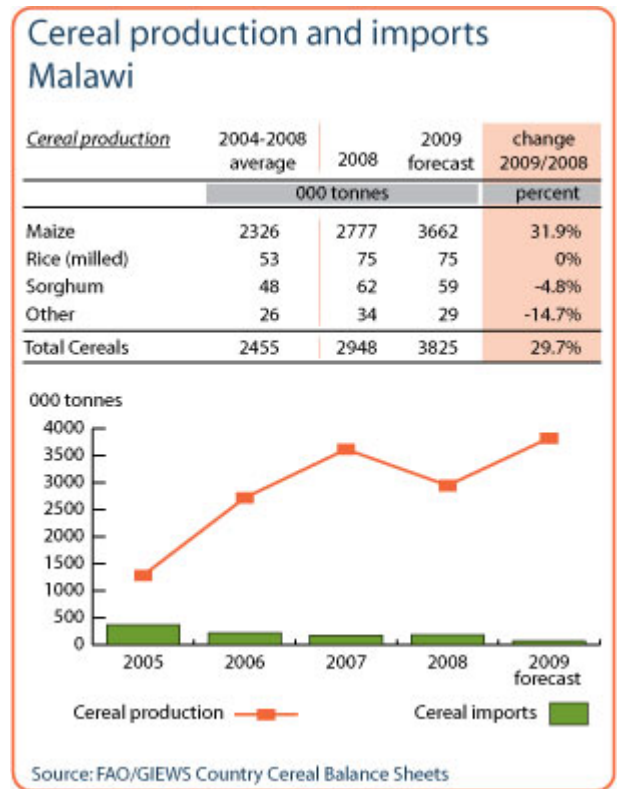 Cereal production and imports
Malawi
Cereal production 2004-2008 average 2008 2009 forecast change 2009/2008
000 tonnes percent
Maize 2326 2777 3662 31.9%
Rice (milled) 53 75 75 0%
Sorghum 48 62 59 -4.8%
Other 26 34 29 -14.7%
Total Cereals 2455 2948 3825 29.7%
000 tonnes
4000
3500
3000
2500
2000
1500
1000
500
0
2005 2006 2007 2008 2009
forecast
Cereal production Cereal imports
Source: FAO/GIEWS Country Cereal Balance Sheets